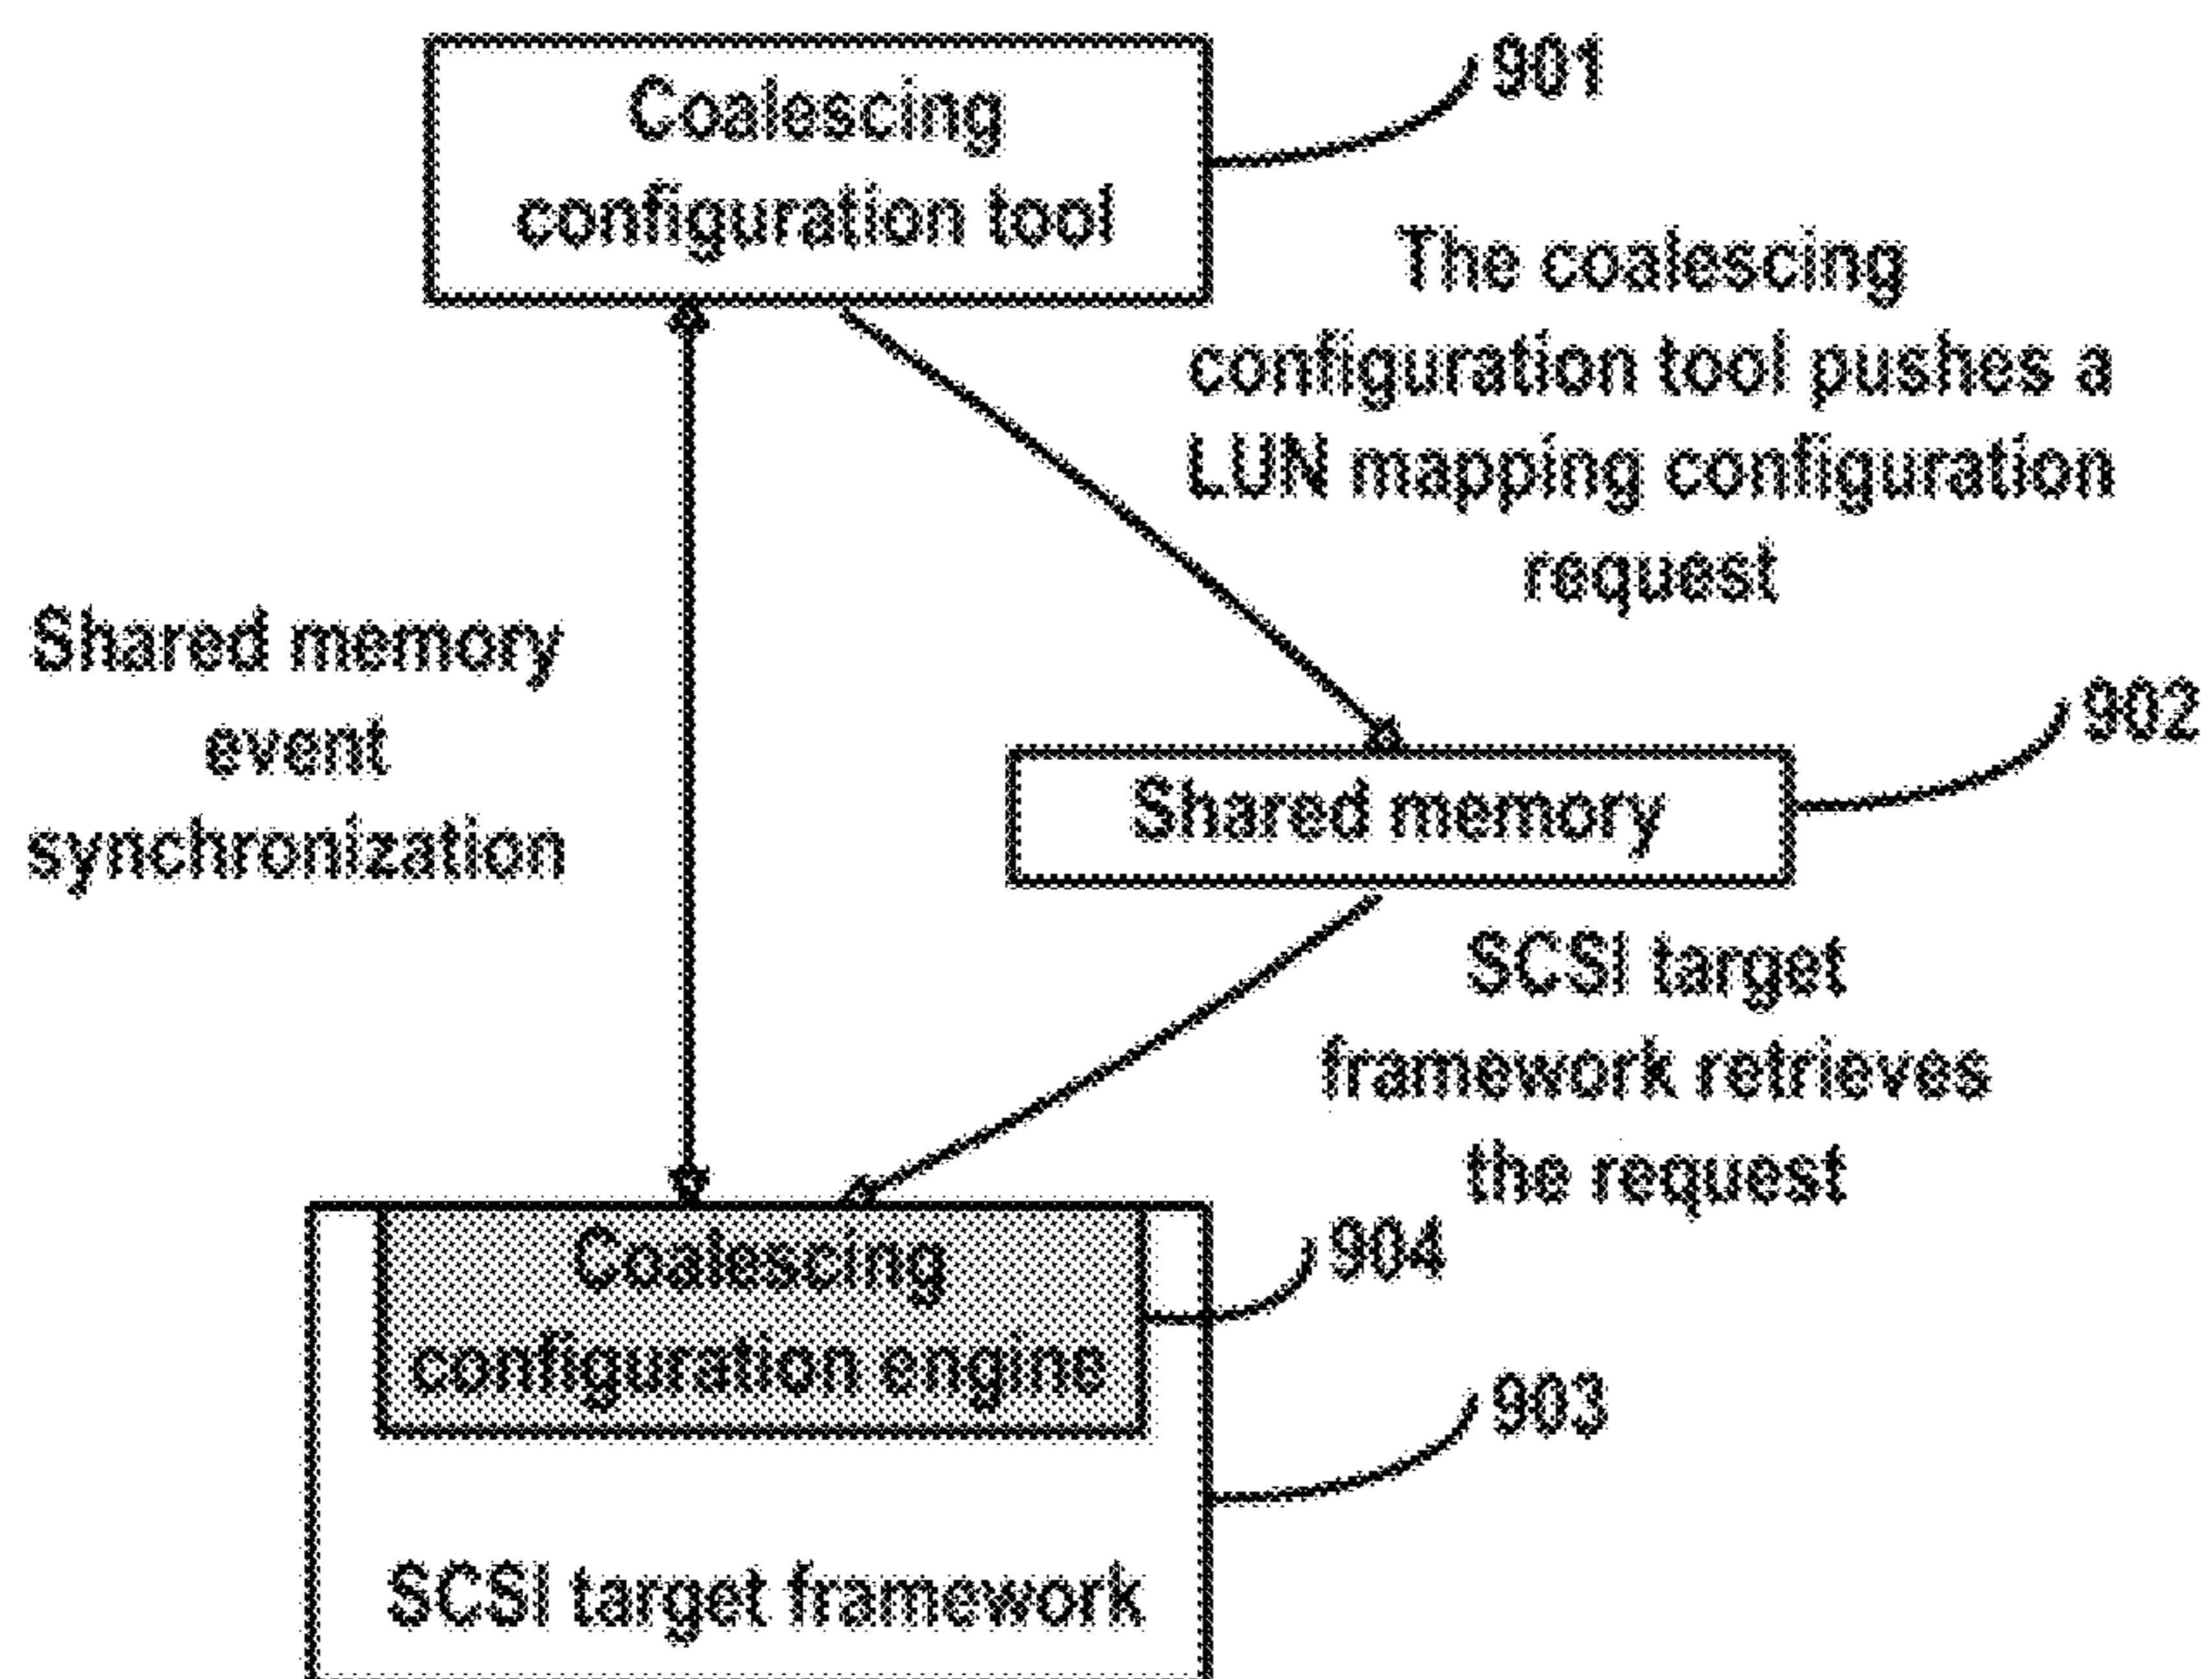 Coalescing
configuration tool
901
The coalescing
configuration tool pushes a
LUN mapping configuration
request
Shared memory
event
synchronization
902
Shared memory
SCSI target
framework retrieves
the request
904
Coalescing
configuration engine
903
SCSI target framework